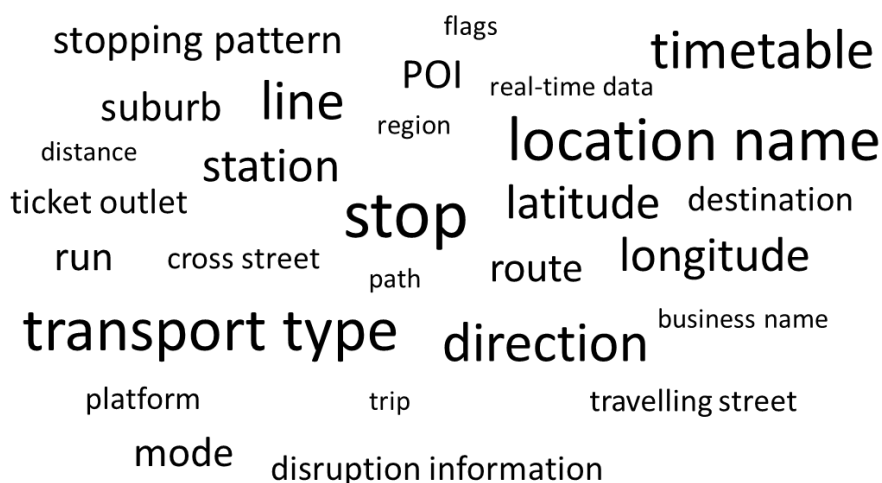 flags
stopping pattern
timetable
POI
real-time data
suburb
line
region
location name
distance
station
ticket outlet
stop
latitude
destination
run
cross street
path
route
longitude
transport type
direction
business name
platform
trip
travelling street
mode
disruption information